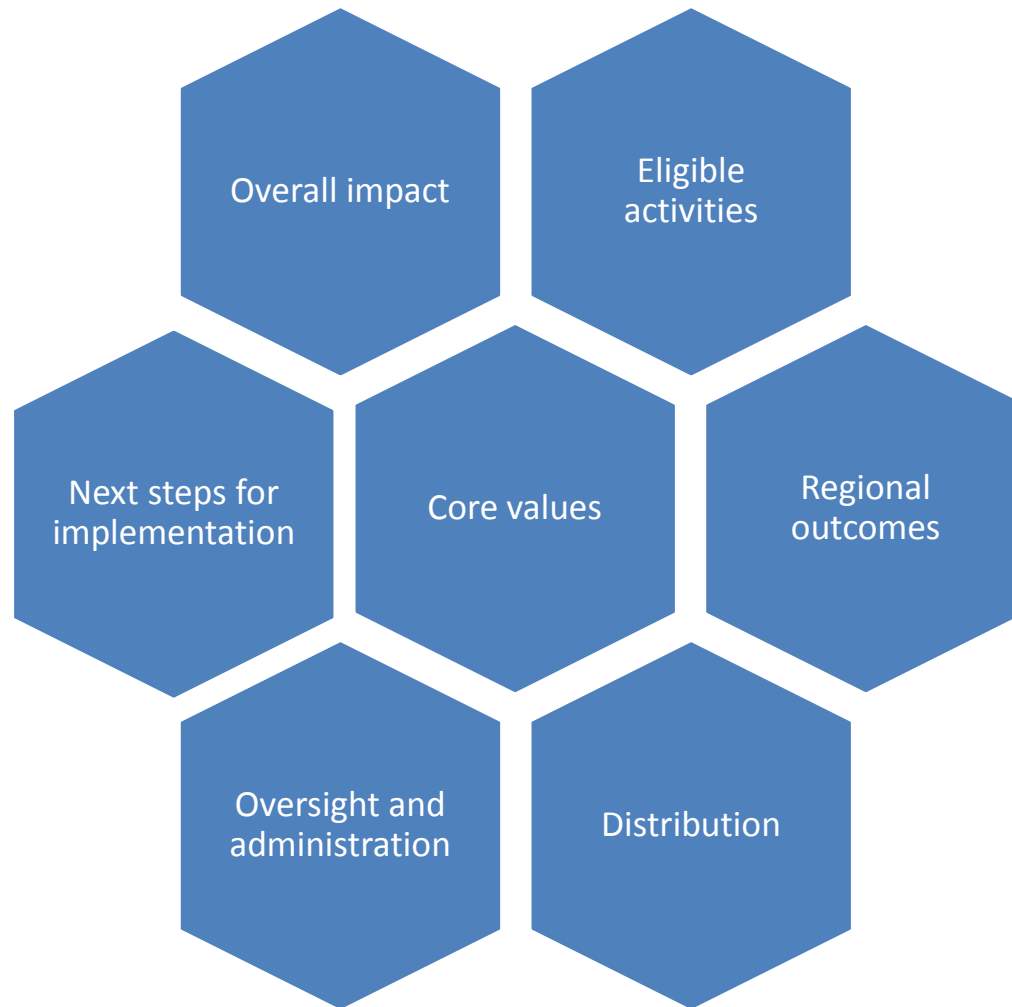 Overall impact
Eligible
activities
Next steps for
implementation
Core values
Regional
outcomes
Oversight and
administration
Distribution